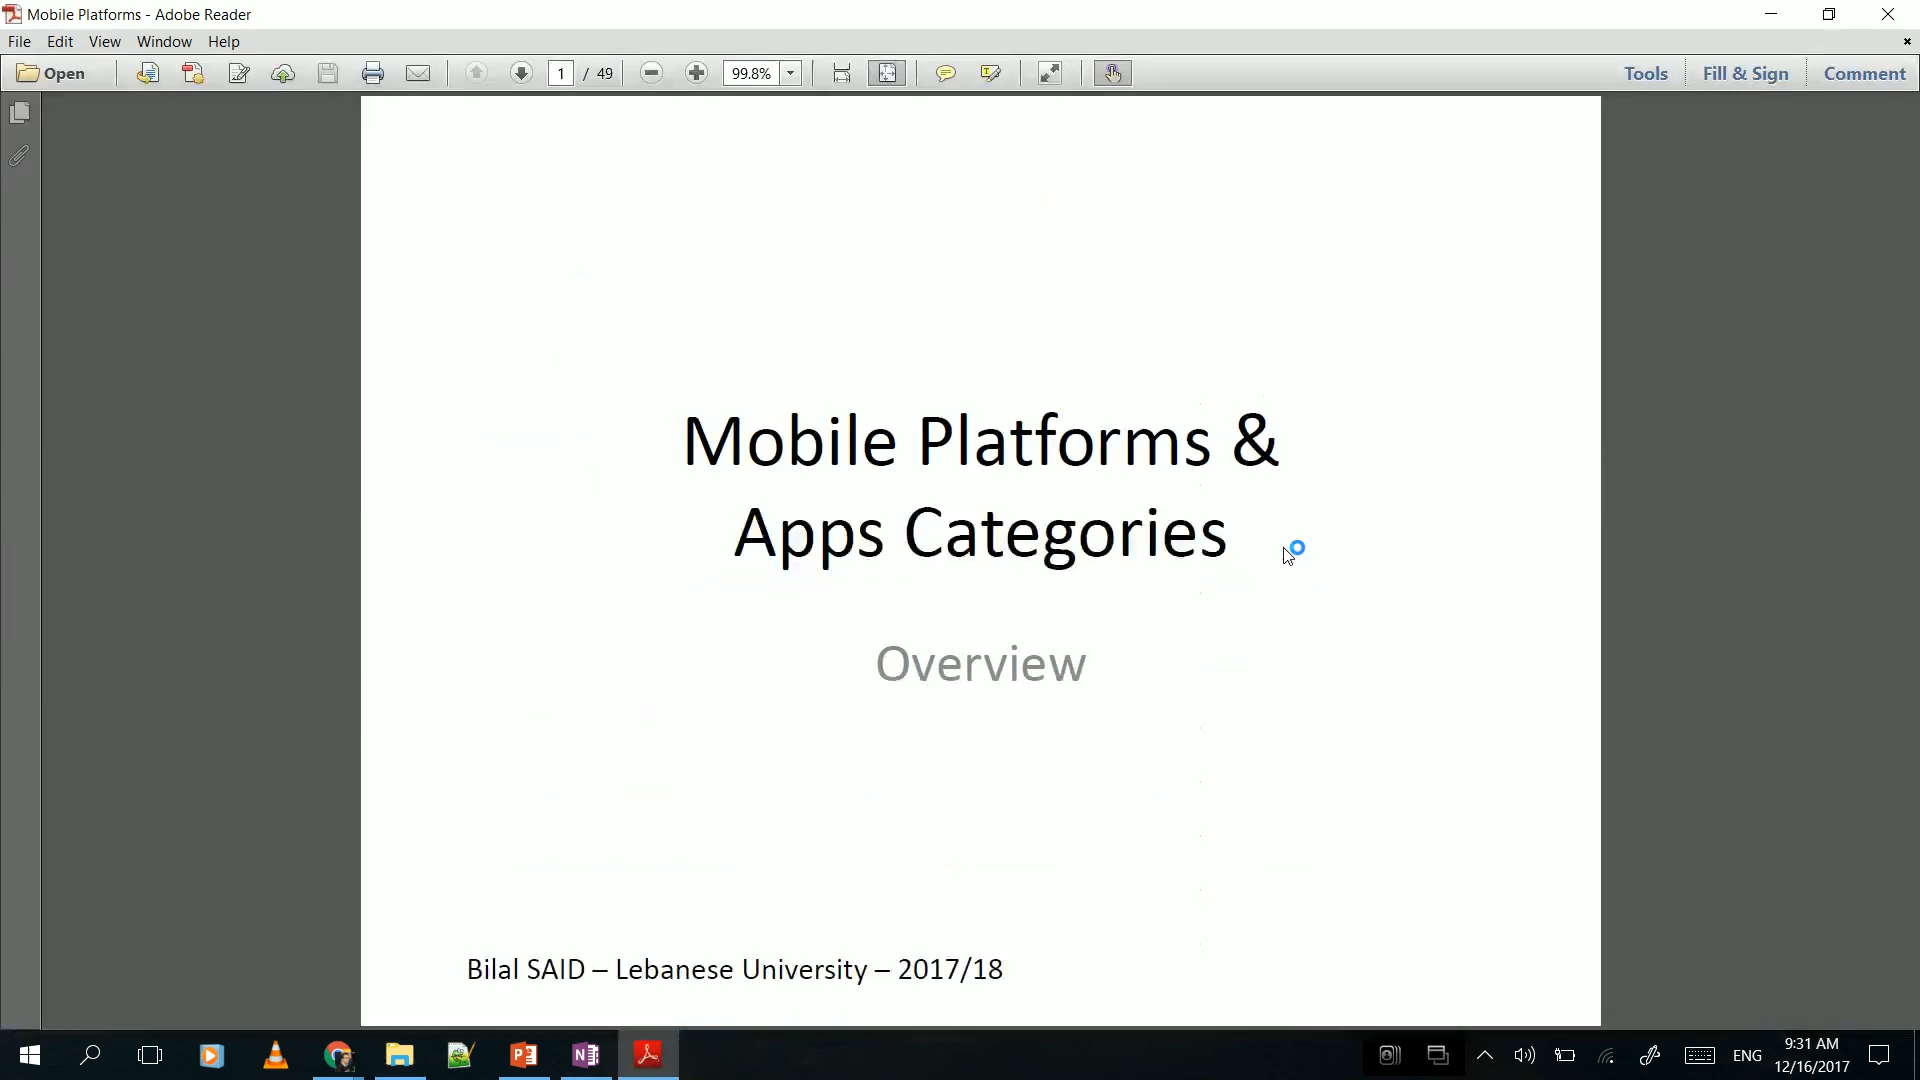 Mobile Platforms - Adobe Reader
File Edit View Window Help
Open 1 / 49 99.8% Tools Fill & Sign Comment
Mobile Platforms &
Apps Categories
Overview
Bilal SAID – Lebanese University – 2017/18
ENG 9:31 AM
12/16/2017